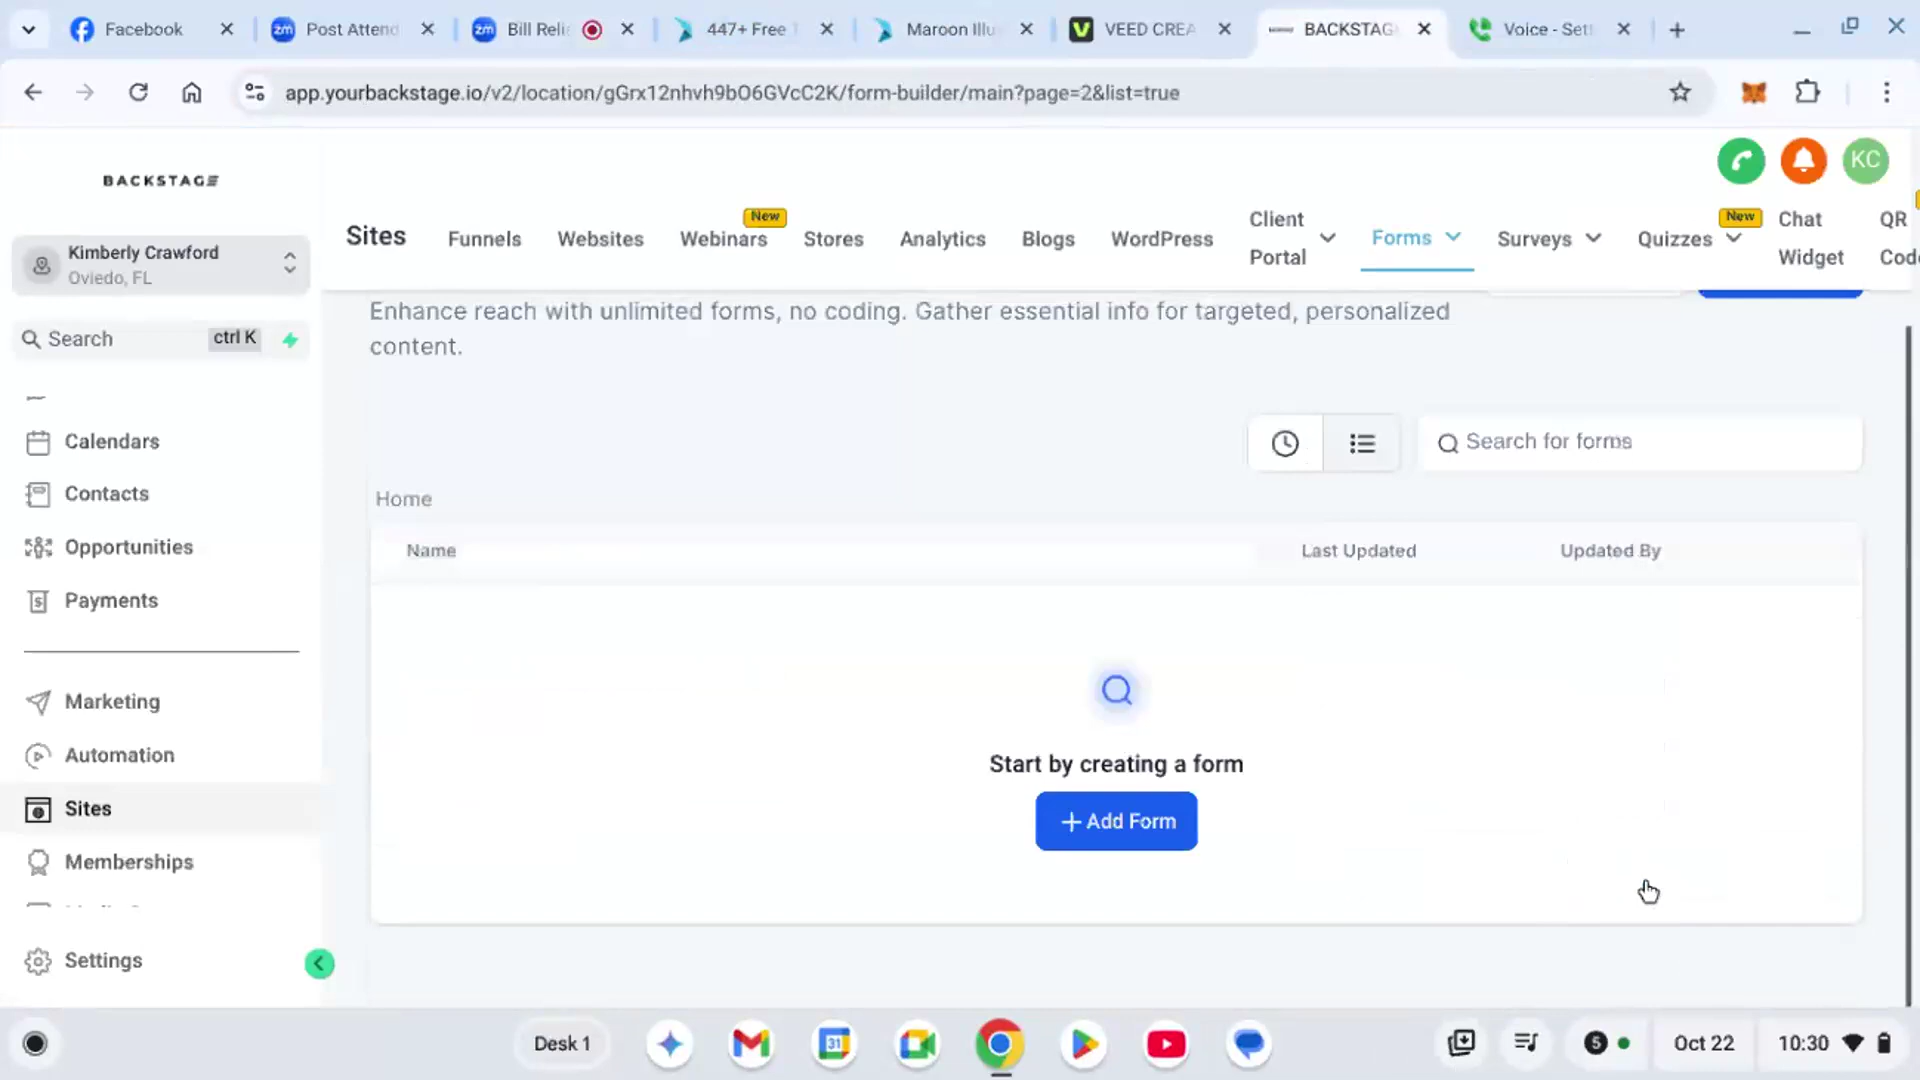 Facebook
Post Attend
Bill Reli
447+ Free T
Maroon Illu
VEED CREA
BACKSTAG
Voice - Sett
app.yourbackstage.io/v2/location/gGrx12nhvh9bO6GVcC2K/form-builder/main?page=2&list=true
BACKSTAGE
KC
Kimberly Crawford
Oviedo, FL
Sites
Funnels
Websites
Webinars
New
Stores
Analytics
Blogs
WordPress
Client
Portal
Forms
Surveys
Quizzes
New
Chat
Widget
QR
Code
Search
ctrl K
Enhance reach with unlimited forms, no coding. Gather essential info for targeted, personalized
content.
Calendars
Contacts
Opportunities
Payments
Marketing
Automation
Sites
Memberships
Settings
Search for forms
Home
Name
Last Updated
Updated By
Start by creating a form
+ Add Form
Desk 1
31
5
Oct 22
10:30